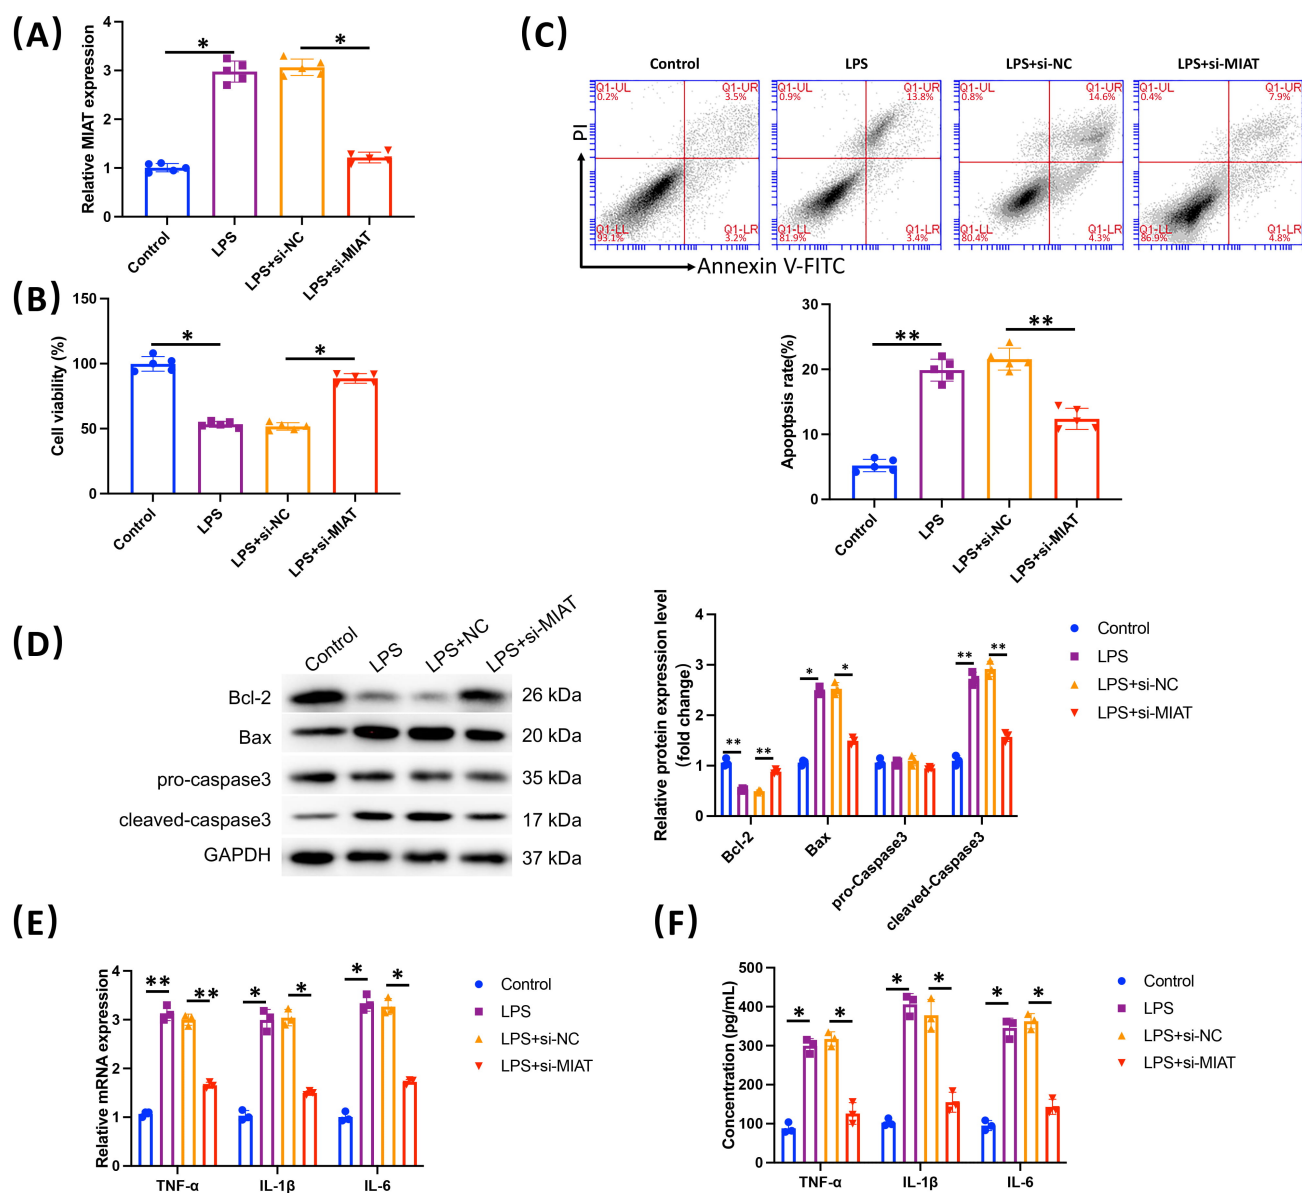 (A)
Relative MIAT expression
4
3
2
1
0
* *
Control
LPS
LPS+si-NC
LPS+si-MIAT
(B)
Cell viability (%)
150
100
50
0
* *
Control
LPS
LPS+si-NC
LPS+si-MIAT
(C)
Control
LPS
LPS+si-NC
LPS+si-MIAT
Q1-UL Q1-UR
0.2% 3.5%
Q1-LL Q1-LR
93.1% 3.2%
Q1-UL Q1-UR
0.9% 13.8%
Q1-LL Q1-LR
81.9% 3.4%
Q1-UL Q1-UR
0.8% 14.6%
Q1-LL Q1-LR
80.4% 4.3%
Q1-UL Q1-UR
0.4% 7.9%
Q1-LL Q1-LR
86.9% 4.8%
PI
Annexin V-FITC
Apoptpsis rate(%)
30
20
10
0
** **
Control
LPS
LPS+si-NC
LPS+si-MIAT
(D)
Control
LPS
LPS+NC
LPS+si-MIAT
Bcl-2 26 kDa
Bax 20 kDa
pro-caspase3 35 kDa
cleaved-caspase3 17 kDa
GAPDH 37 kDa
Relative protein expression level
(fold change)
4
3
2
1
0
** ** * * ** **
Bcl-2
Bax
pro-Caspase3
cleaved-Caspase3
Control
LPS
LPS+si-NC
LPS+si-MIAT
(E)
Relative mRNA expression
4
3
2
1
0
** ** * * * *
TNF-α IL-1β IL-6
Control
LPS
LPS+si-NC
LPS+si-MIAT
(F)
Concentration (pg/mL)
500
400
300
200
100
0
* * * * * *
TNF-α IL-1β IL-6
Control
LPS
LPS+si-NC
LPS+si-MIAT